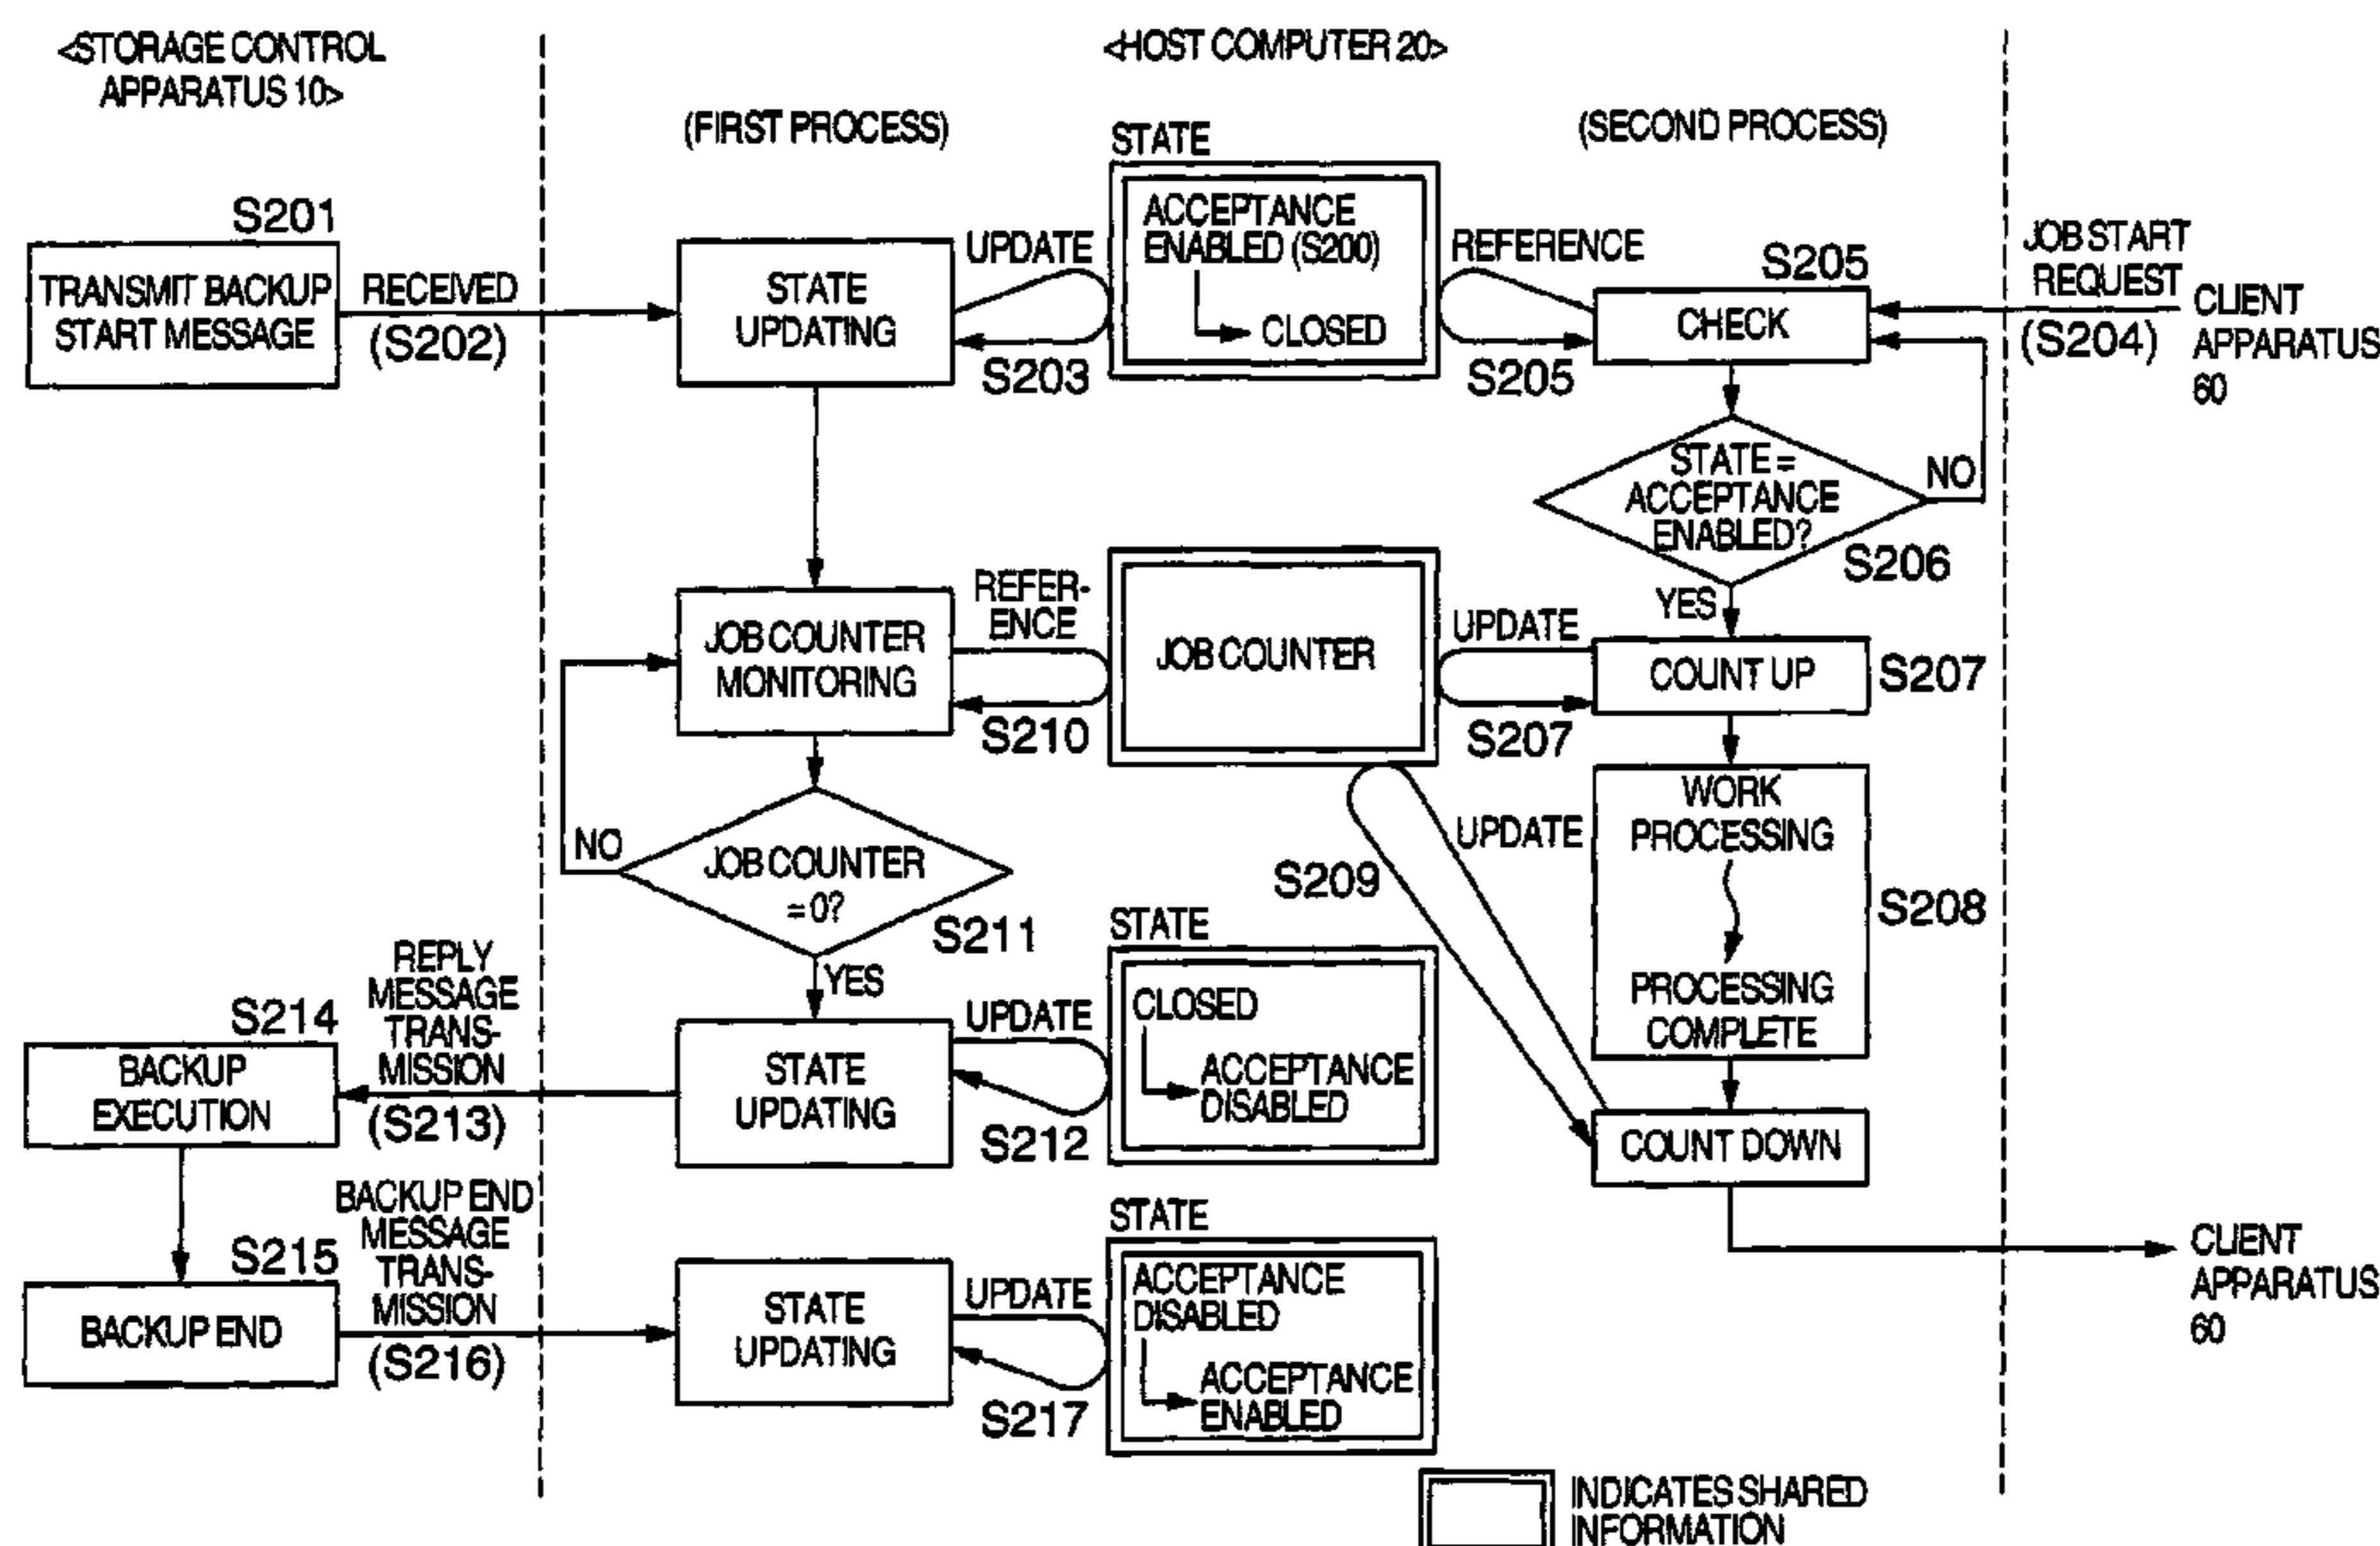 <STORAGE CONTROL
APPARATUS 10>
<HOST COMPUTER 20>
(FIRST PROCESS)
(SECOND PROCESS)
S201
TRANSMIT BACKUP
START MESSAGE
RECEIVED
(S202)
STATE
UPDATING
UPDATE
S203
STATE
ACCEPTANCE
ENABLED (S200)
CLOSED
REFERENCE
S205
S205
CHECK
JOB START
REQUEST
(S204)
CLIENT
APPARATUS
60
STATE =
ACCEPTANCE
ENABLED?
NO
S206
YES
JOB COUNTER
MONITORING
REFER-
ENCE
S210
JOB COUNTER
UPDATE
S207
COUNT UP
S207
NO
JOB COUNTER
= 0?
S211
YES
S209
UPDATE
WORK
PROCESSING
PROCESSING
COMPLETE
S208
COUNT DOWN
CLIENT
APPARATUS
60
S214
BACKUP
EXECUTION
REPLY
MESSAGE
TRANS-
MISSION
(S213)
STATE
UPDATING
UPDATE
S212
STATE
CLOSED
ACCEPTANCE
DISABLED
S215
BACKUP END
BACKUP END
MESSAGE
TRANS-
MISSION
(S216)
STATE
UPDATING
UPDATE
S217
STATE
ACCEPTANCE
DISABLED
ACCEPTANCE
ENABLED
INDICATES SHARED
INFORMATION